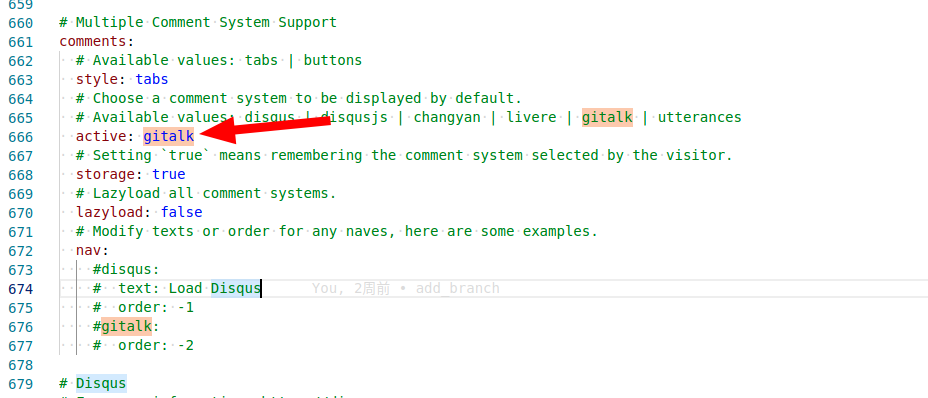 659
660 # Multiple Comment System Support
661 comments:
662 # Available values: tabs | buttons
663 style: tabs
664 # Choose a comment system to be displayed by default.
665 # Available values: disqus | disqusjs | changyan | livere | gitalk | utterances
666 active: gitalk
667 # Setting `true` means remembering the comment system selected by the visitor.
668 storage: true
669 # Lazyload all comment systems.
670 lazyload: false
671 # Modify texts or order for any naves, here are some examples.
672 nav:
673 #disqus:
674 # text: Load Disqus You, 2周前 • add_branch
675 # order: -1
676 #gitalk:
677 # order: -2
678
679 # Disqus